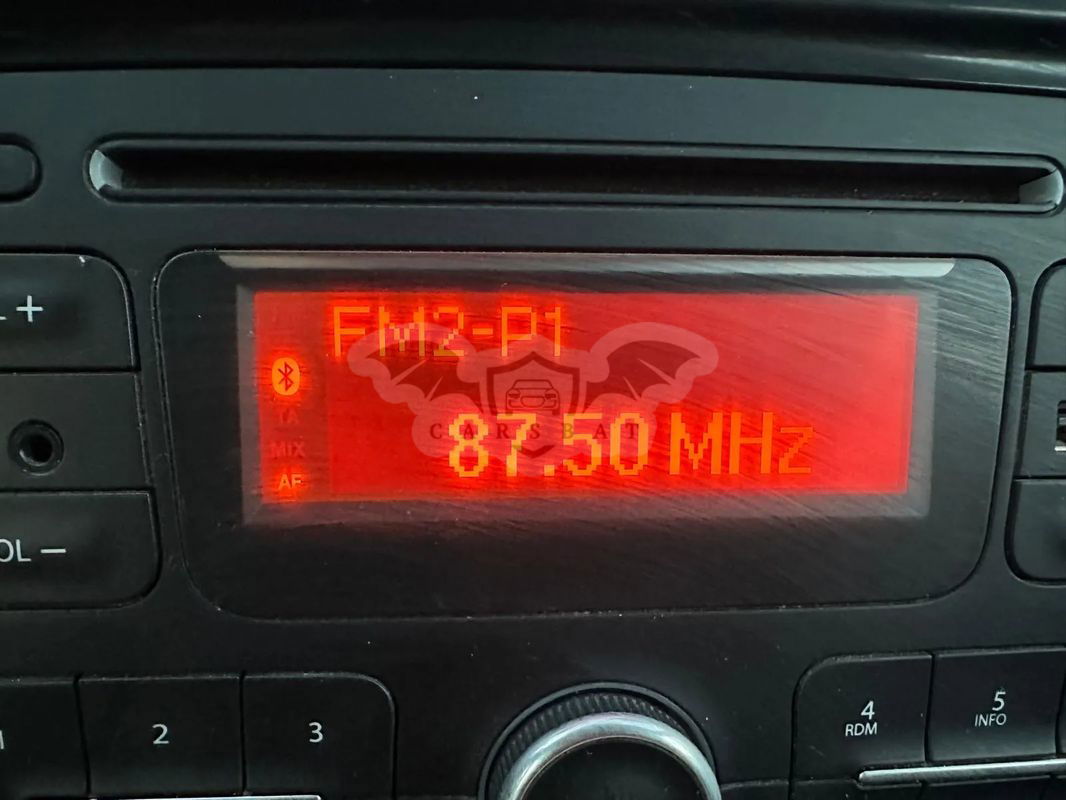 L +
FM2-P1
TA
CARSBAT
87.50 MHz
MIX
AF
OL −
1
2
3
4
RDM
5
INFO